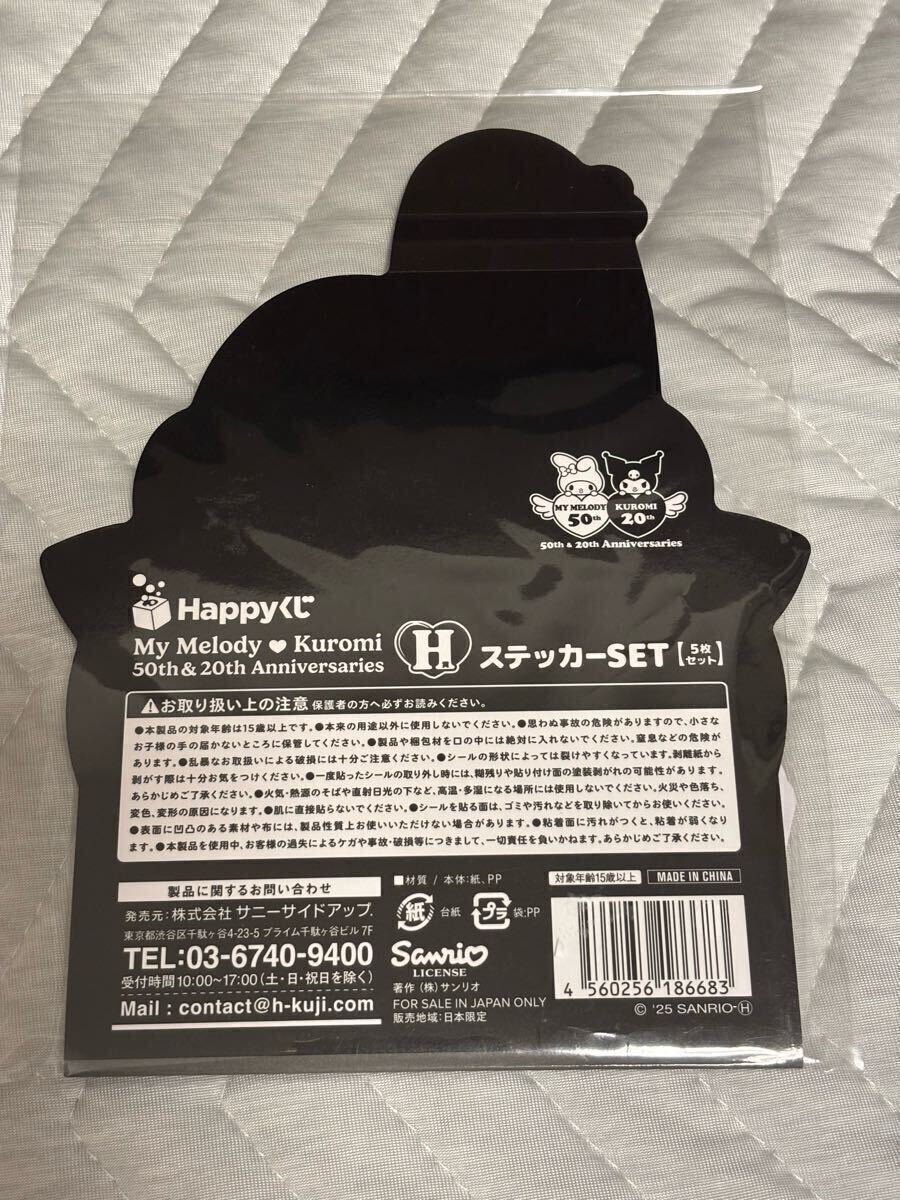 MY MELODY
50th
KUROMI
20th
50th & 20th Anniversaries
Happyくじ
My Melody ♥ Kuromi
50th & 20th Anniversaries
H ステッカーSET【5枚セット】
⚠お取り扱い上の注意 保護者の方へ必ずお読みください。
●本製品の対象年齢は15歳以上です。●本来の用途以外に使用しないでください。●思わぬ事故の危険がありますので、小さな
お子様の手の届かないところに保管してください。●製品や梱包材を口の中には絶対に入れないでください。窒息などの危険が
あります。●乱暴なお取扱いによる破損には十分ご注意ください。●シールの形状によっては裂けやすくなっています。剥離紙から
剥がす際は十分お気をつけください。●一度貼ったシールの取り外し時には、糊残りや貼り付け面の塗装剥がれの可能性があります。
あらかじめご了承ください。●火気・熱源のそばや直射日光の下など、高温・多湿になる場所には使用しないでください。火災や色落ち、
変色、変形の原因になります。●肌に直接貼らないでください。●シールを貼る面は、ゴミや汚れなどを取り除いてからお使いください。
●表面に凹凸のある素材や布には、製品性質上お使いいただけない場合があります。●粘着面に汚れがつくと、粘着が弱くなりま
す。●本製品を使用中、お客様の過失によるケガや事故・破損等につきまして、一切責任を負いかねます。あらかじめご了承ください。
製品に関するお問い合わせ
発売元:株式会社 サニーサイドアップ
東京都渋谷区千駄ヶ谷4-23-5 プライム千駄ヶ谷ビル 7F
TEL:03-6740-9400
受付時間10:00〜17:00(土・日・祝日を除く)
Mail : contact@h-kuji.com
■材質 / 本体:紙、PP
紙 台紙 プラ 袋:PP
Sanrio
LICENSE
著作 (株)サンリオ
FOR SALE IN JAPAN ONLY
販売地域:日本限定
対象年齢15歳以上 MADE IN CHINA
4 560256 186683
© '25 SANRIO-Ⓗ